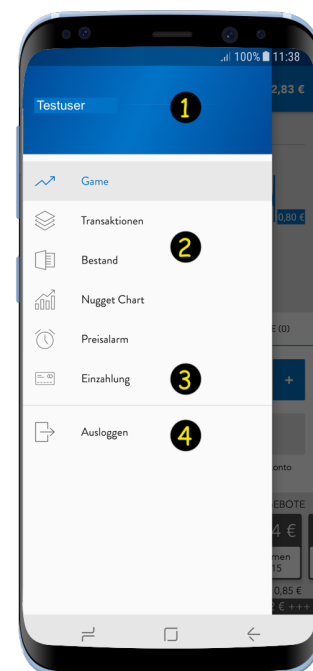 100% 11:38
2,83 €
Testuser
1
Game
Transaktionen
0,80 €
2
Bestand
Nugget Chart
E (0)
Preisalarm
Einzahlung
3
+
Ausloggen
4
onto
EBOTE
4 €
men
15
0,85 €
2 € +++